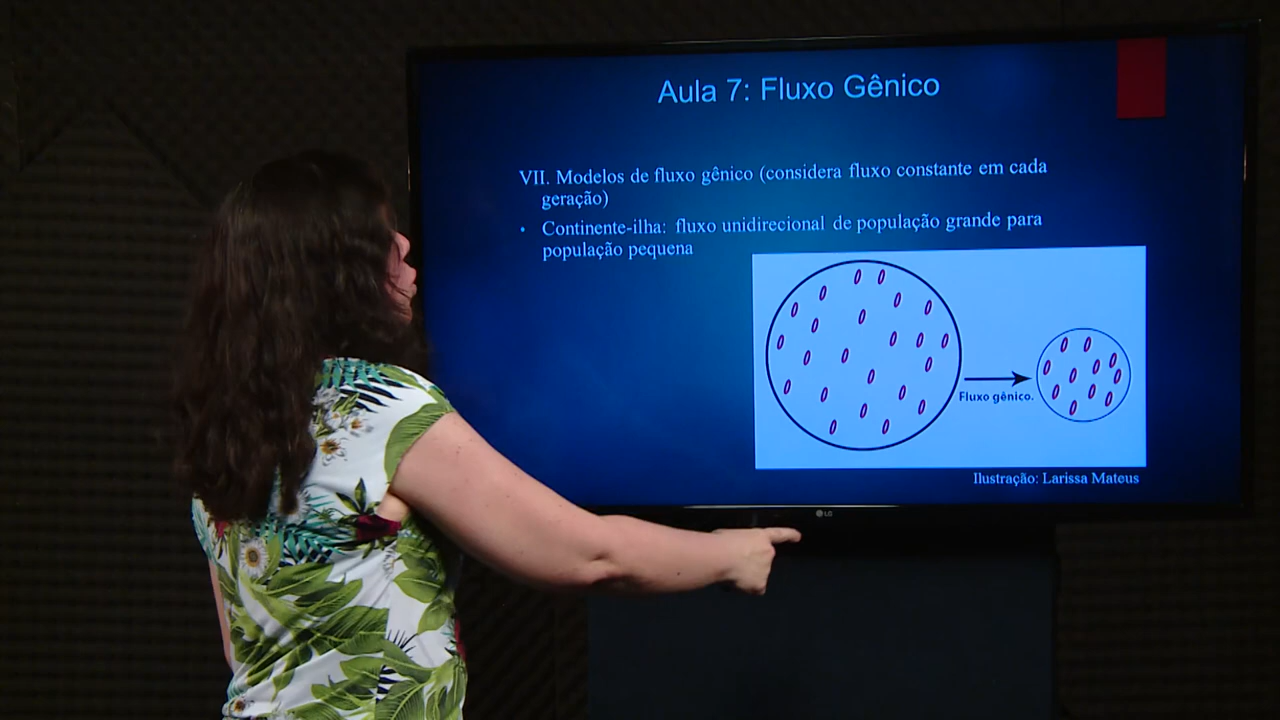 Aula 7: Fluxo Gênico
VII. Modelos de fluxo gênico (considera fluxo constante em cada
geração)
• Continente-ilha: fluxo unidirecional de população grande para
população pequena
Fluxo gênico.
Ilustração: Larissa Mateus
LG